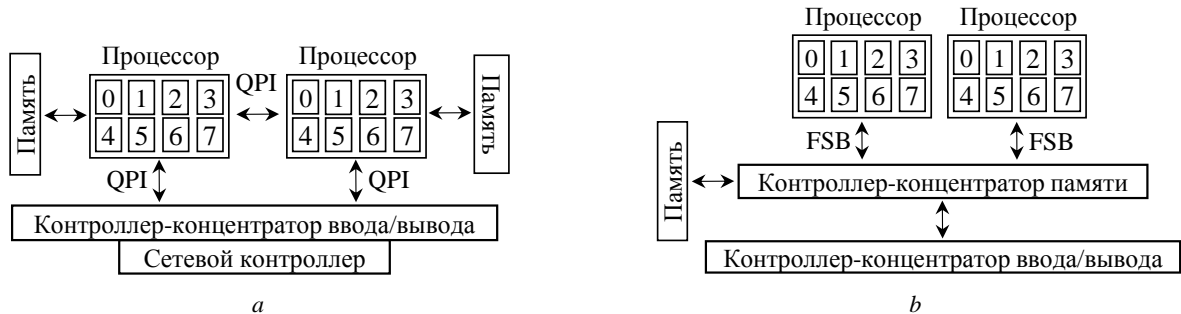 Процессор
Процессор
Память
QPI
Память
0 1 2 3
4 5 6 7
0 1 2 3
4 5 6 7
QPI
QPI
Контроллер-концентратор ввода/вывода
Сетевой контроллер
a
Процессор
Процессор
0 1 2 3
4 5 6 7
0 1 2 3
4 5 6 7
FSB
FSB
Память
Контроллер-концентратор памяти
Контроллер-концентратор ввода/вывода
b